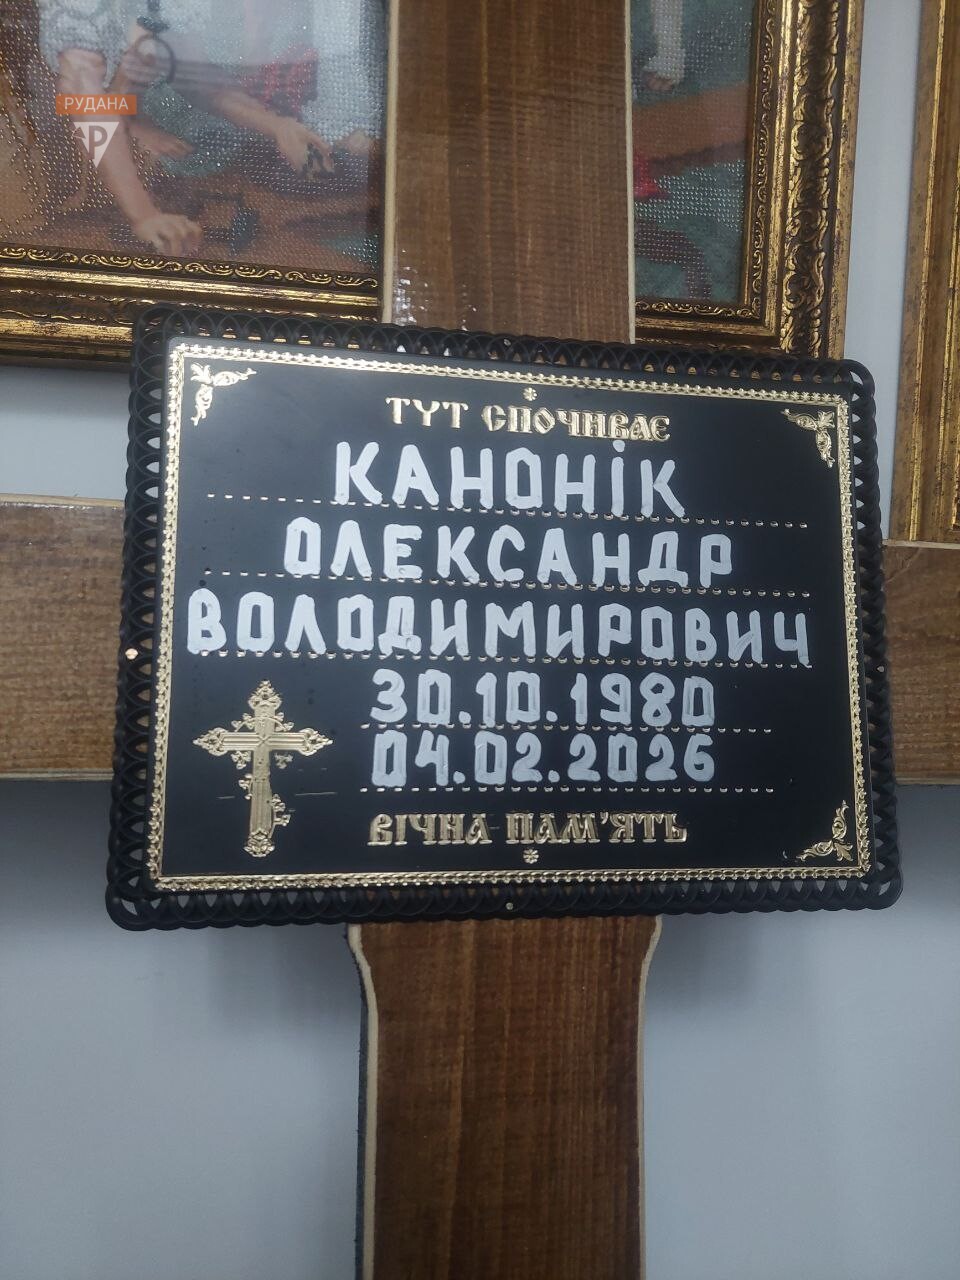 РУДАНА
Р
ТУТ СПОЧИВАЄ
КАНОНІК
ОЛЕКСАНДР
ВОЛОДИМИРОВИЧ
30.10.1980
04.02.2026
ВІЧНА ПАМ'ЯТЬ